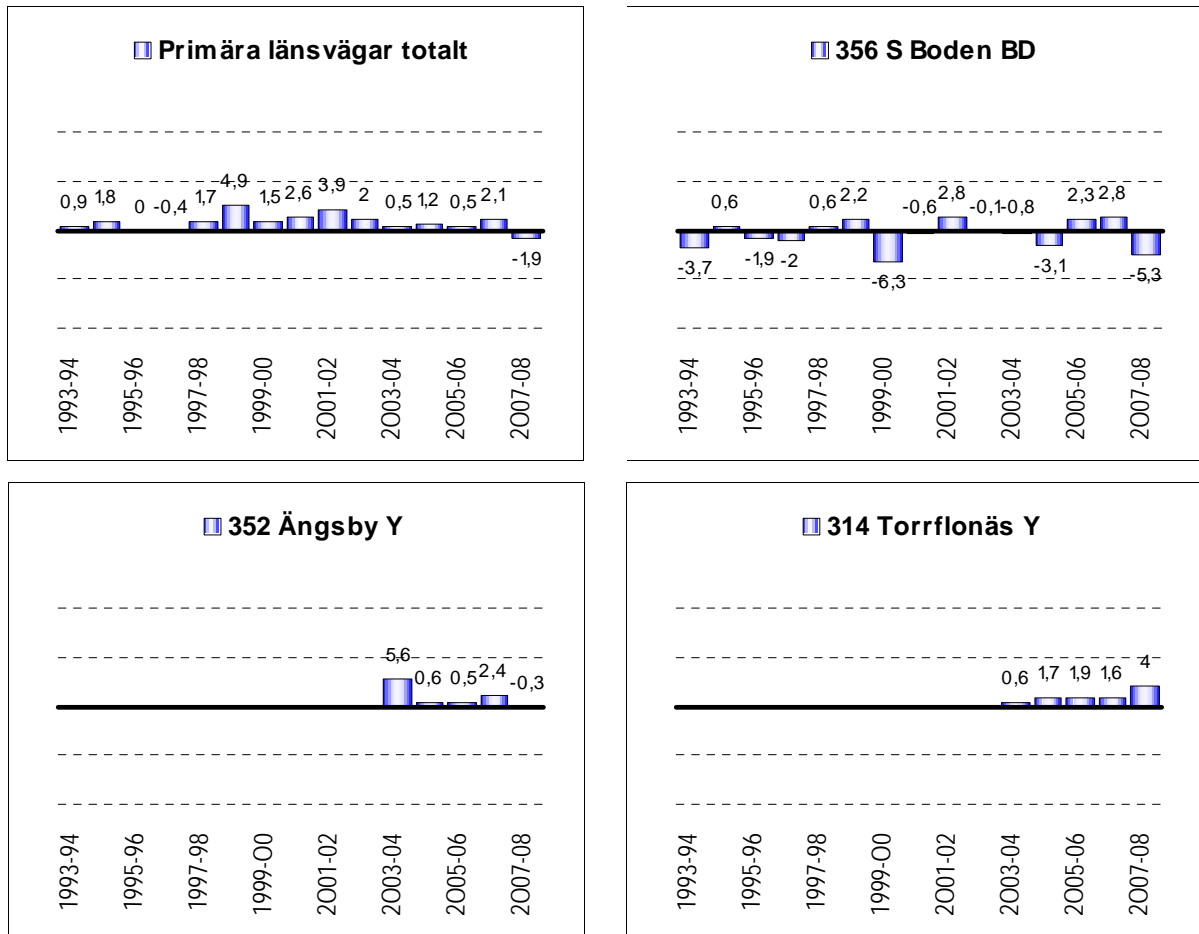 Primära länsvägar totalt
0,9 1,8 0 -0,4 1,7 4,9 1,5 2,6 3,9 2 0,5 1,2 0,5 2,1 -1,9
1993-94 1995-96 1997-98 1999-00 2001-02 2003-04 2005-06 2007-08
356 S Boden BD
-3,7 0,6 -1,9 -2 0,6 2,2 -6,3 -0,6 2,8 -0,1 -0,8 -3,1 2,3 2,8 -5,3
1993-94 1995-96 1997-98 1999-00 2001-02 2003-04 2005-06 2007-08
352 Ängsby Y
5,6 0,6 0,5 2,4 -0,3
1993-94 1995-96 1997-98 1999-00 2001-02 2003-04 2005-06 2007-08
314 Torrflonäs Y
0,6 1,7 1,9 1,6 4
1993-94 1995-96 1997-98 1999-00 2001-02 2003-04 2005-06 2007-08